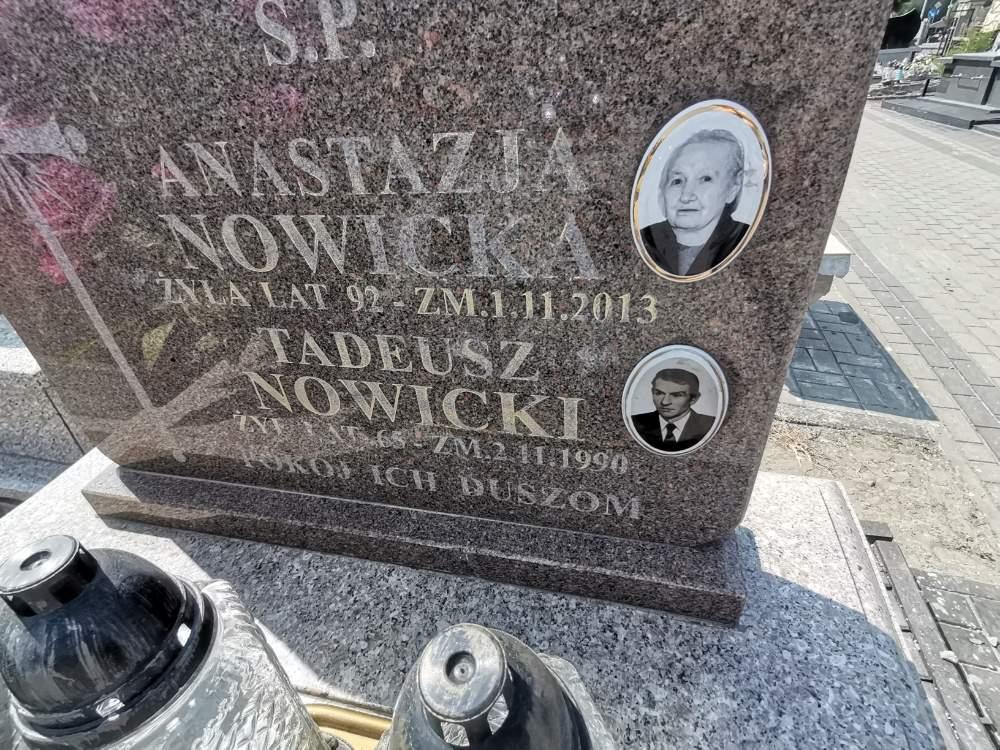 Ś.P.
ANASTAZJA
NOWICKA
ŻYŁA LAT 92 - ZM.1.11.2013
TADEUSZ
NOWICKI
ŻYŁ LAT 65 - ZM.2.11.1990
POKÓJ ICH DUSZOM